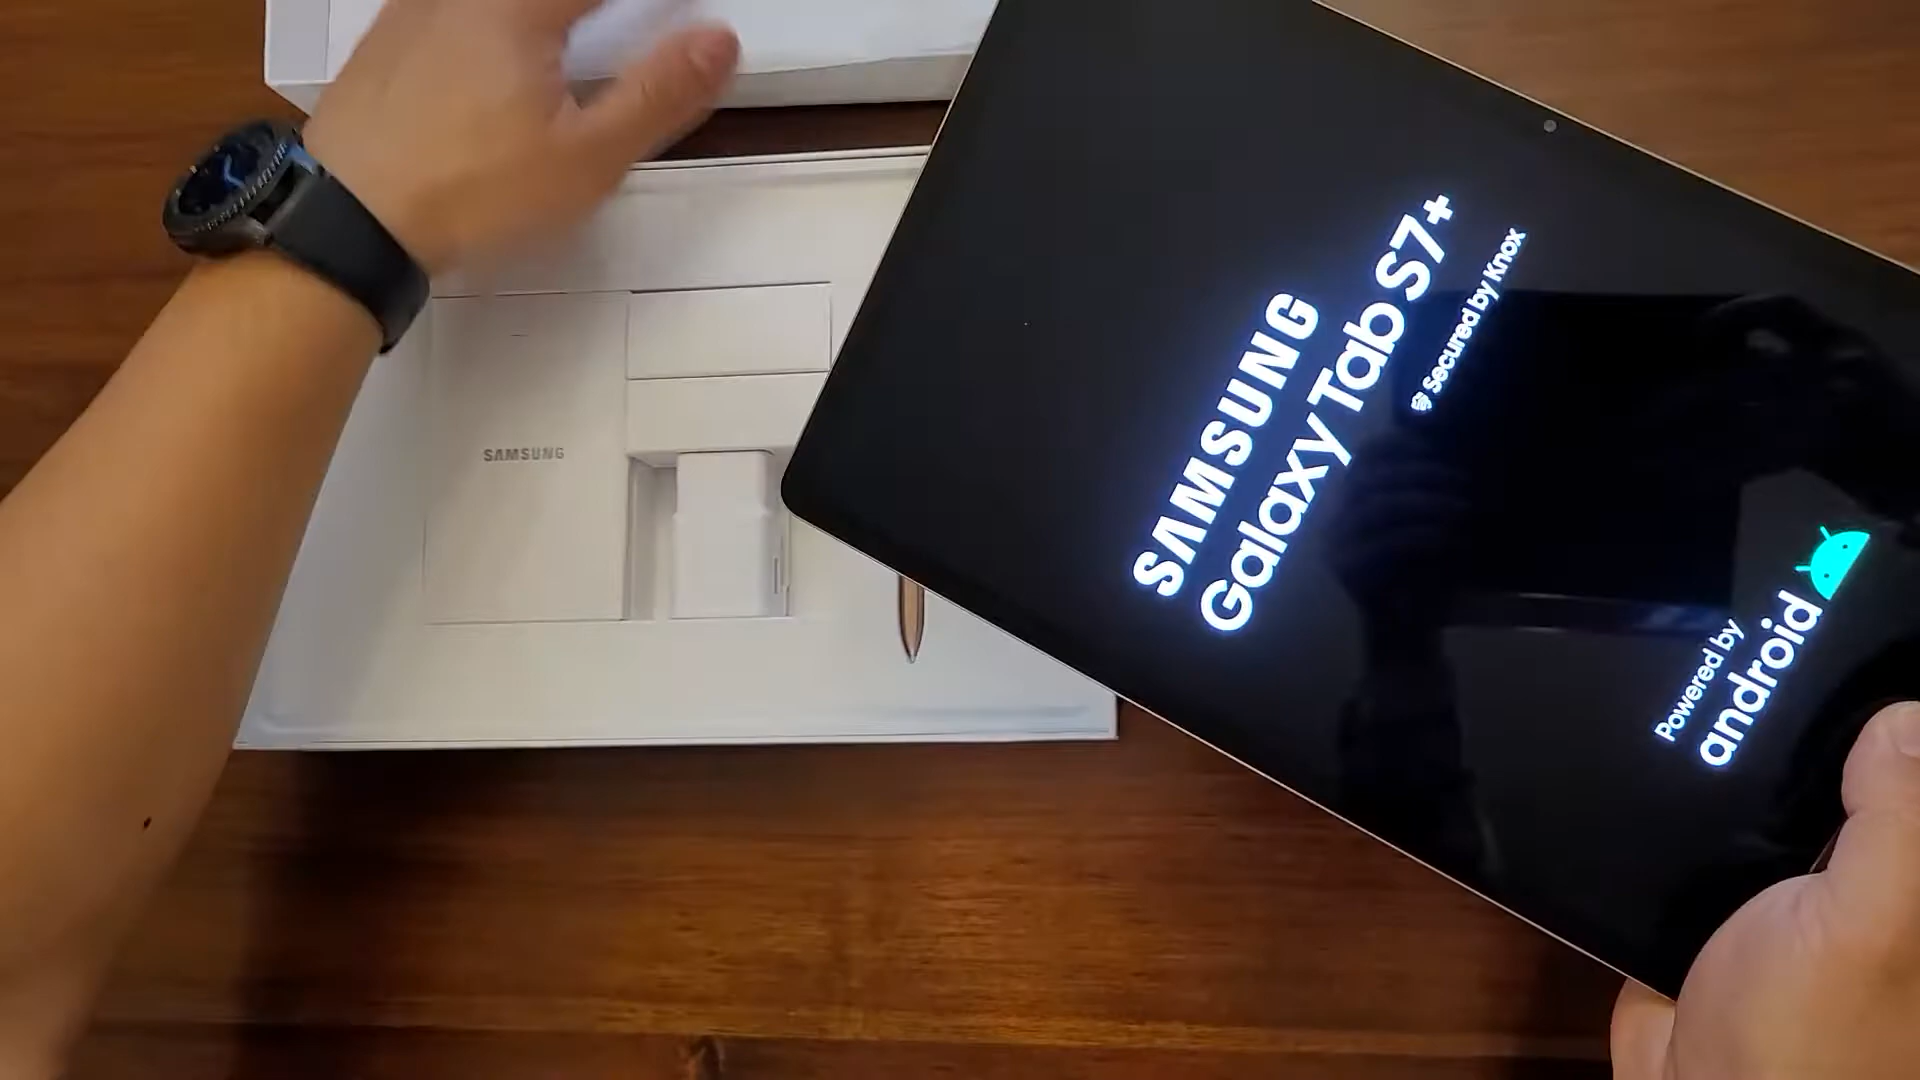 SAMSUNG
SAMSUNG
Galaxy Tab S7+
Secured by Knox
Powered by
android